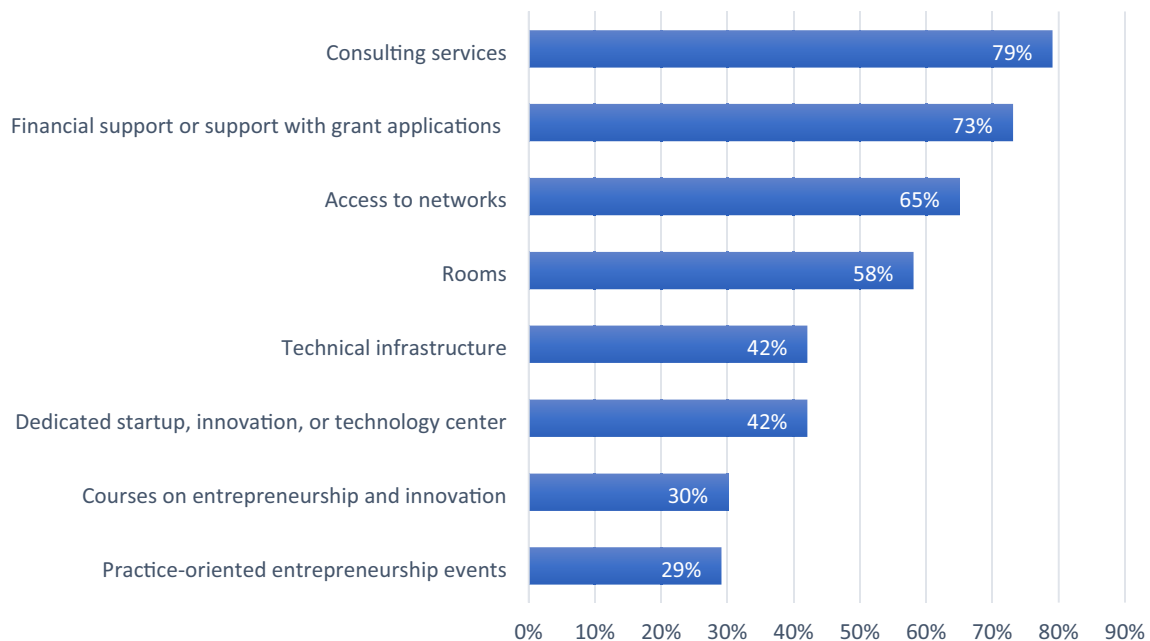 Consulting services 79%
Financial support or support with grant applications 73%
Access to networks 65%
Rooms 58%
Technical infrastructure 42%
Dedicated startup, innovation, or technology center 42%
Courses on entrepreneurship and innovation 30%
Practice-oriented entrepreneurship events 29%
0% 10% 20% 30% 40% 50% 60% 70% 80% 90%